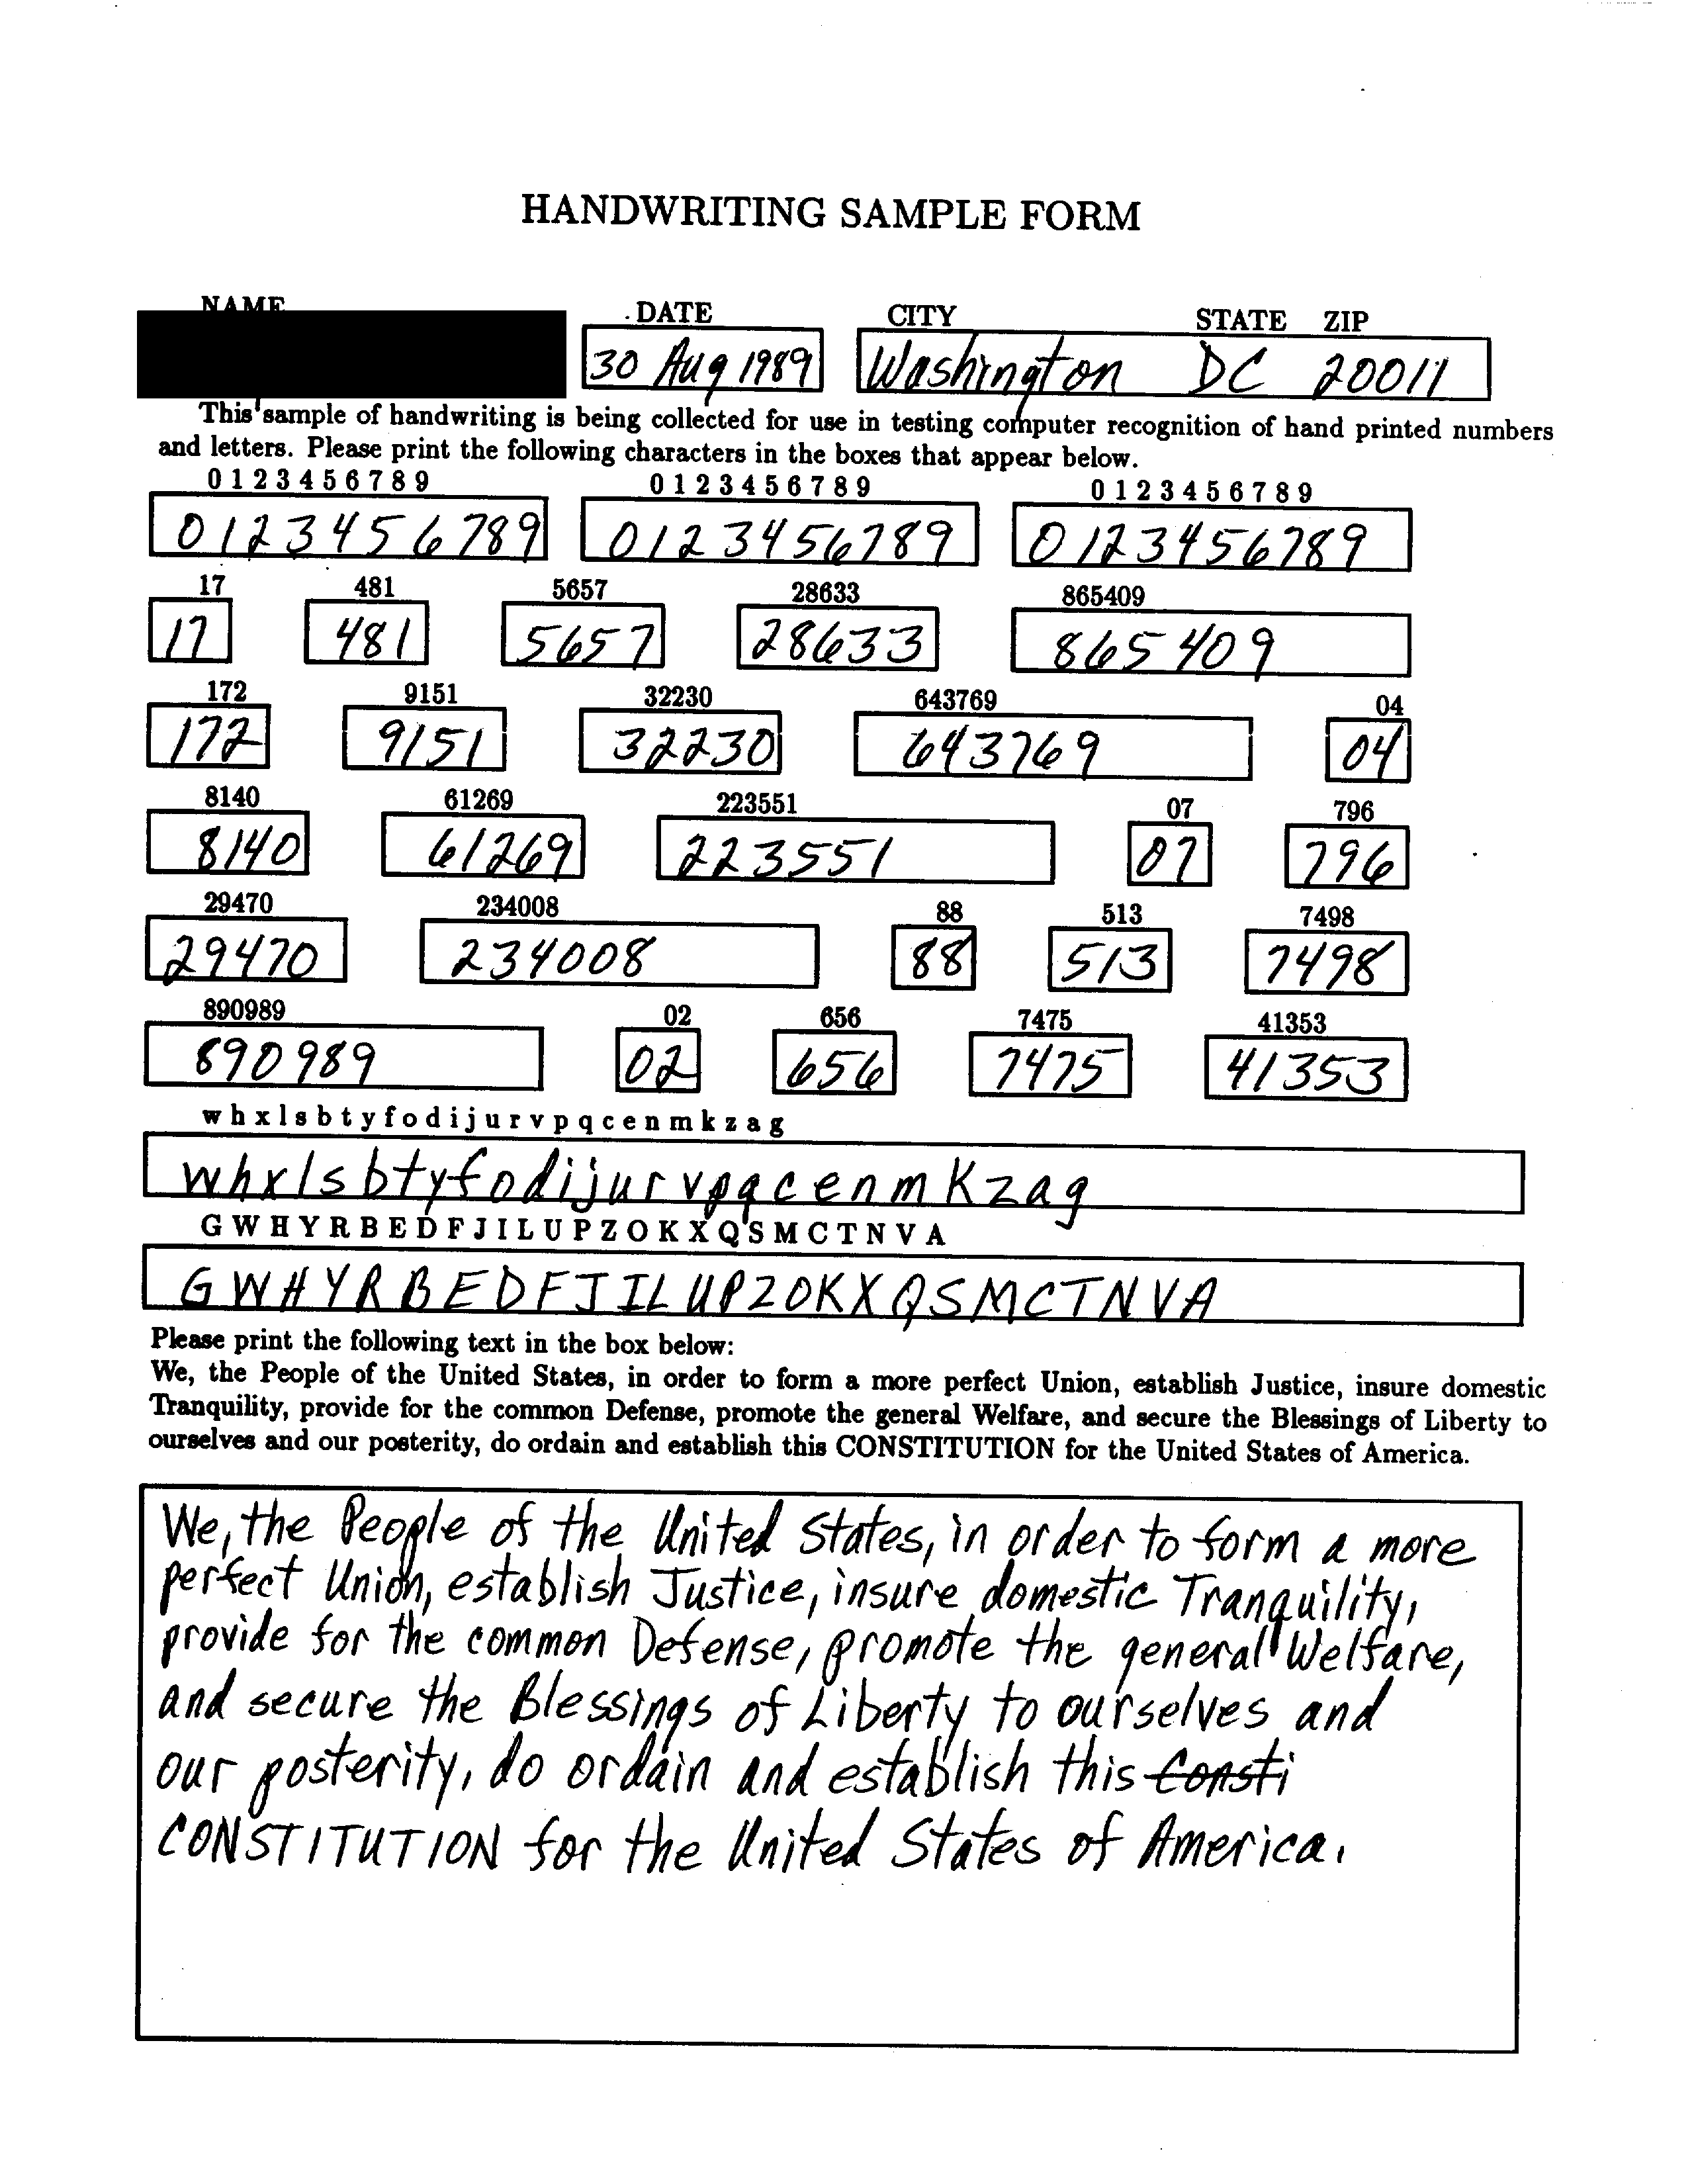 HANDWRITING SAMPLE FORM
NAME DATE CITY STATE ZIP
30 Aug 1989 Washington DC 20011
This sample of handwriting is being collected for use in testing computer recognition of hand printed numbers
and letters. Please print the following characters in the boxes that appear below.
0 1 2 3 4 5 6 7 8 9 0 1 2 3 4 5 6 7 8 9 0 1 2 3 4 5 6 7 8 9
0123456789 0123456789 0123456789
17 481 5657 28633 865409
17 481 5657 28633 865409
172 9151 32230 643769 04
172 9151 32230 643769 04
8140 61269 223551 07 796
8140 61269 223551 07 796
29470 234008 88 513 7498
29470 234008 88 513 7498
890989 02 656 7475 41353
890989 02 656 7475 41353
w h x l s b t y f o d i j u r v p q c e n m k z a g
whxlsbtyfodijurvpqcenmKzag
G W H Y R B E D F J I L U P Z O K X Q S M C T N V A
GWHYRBEDFJILUPZOKXQSMCTNVA
Please print the following text in the box below:
We, the People of the United States, in order to form a more perfect Union, establish Justice, insure domestic
Tranquility, provide for the common Defense, promote the general Welfare, and secure the Blessings of Liberty to
ourselves and our posterity, do ordain and establish this CONSTITUTION for the United States of America.
We, the People of the United States, in order to form a more
perfect Union, establish Justice, insure domestic Tranquility,
provide for the common Defense, promote the general Welfare,
and secure the Blessings of Liberty to ourselves and
our posterity, do ordain and establish this Consti
CONSTITUTION for the United States of America.